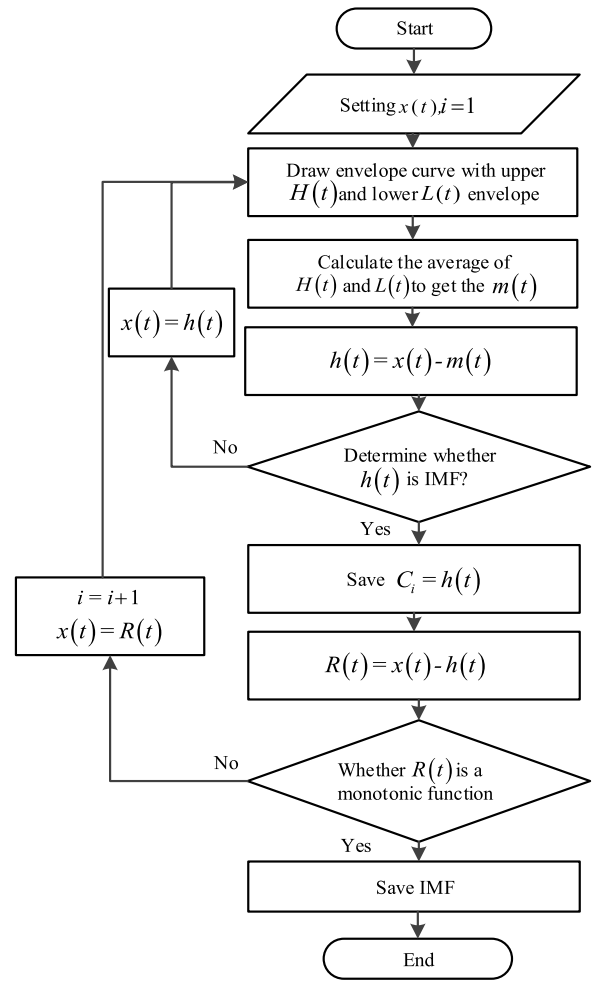 Start
Setting x(t),i=1
Draw envelope curve with upper
H(t)and lower L(t) envelope
Calculate the average of
H(t) and L(t)to get the m(t)
x(t)=h(t)
h(t)=x(t)-m(t)
No
Determine whether
h(t) is IMF?
Yes
Save C_i=h(t)
i=i+1
x(t)=R(t)
R(t)=x(t)-h(t)
No
Whether R(t) is a
monotonic function
Yes
Save IMF
End